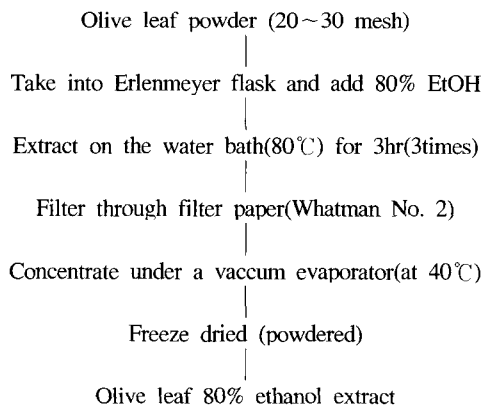 Olive leaf powder (20～30 mesh)
Take into Erlenmeyer flask and add 80% EtOH
Extract on the water bath(80℃) for 3hr(3times)
Filter through filter paper(Whatman No. 2)
Concentrate under a vaccum evaporator(at 40℃)
Freeze dried (powdered)
Olive leaf 80% ethanol extract